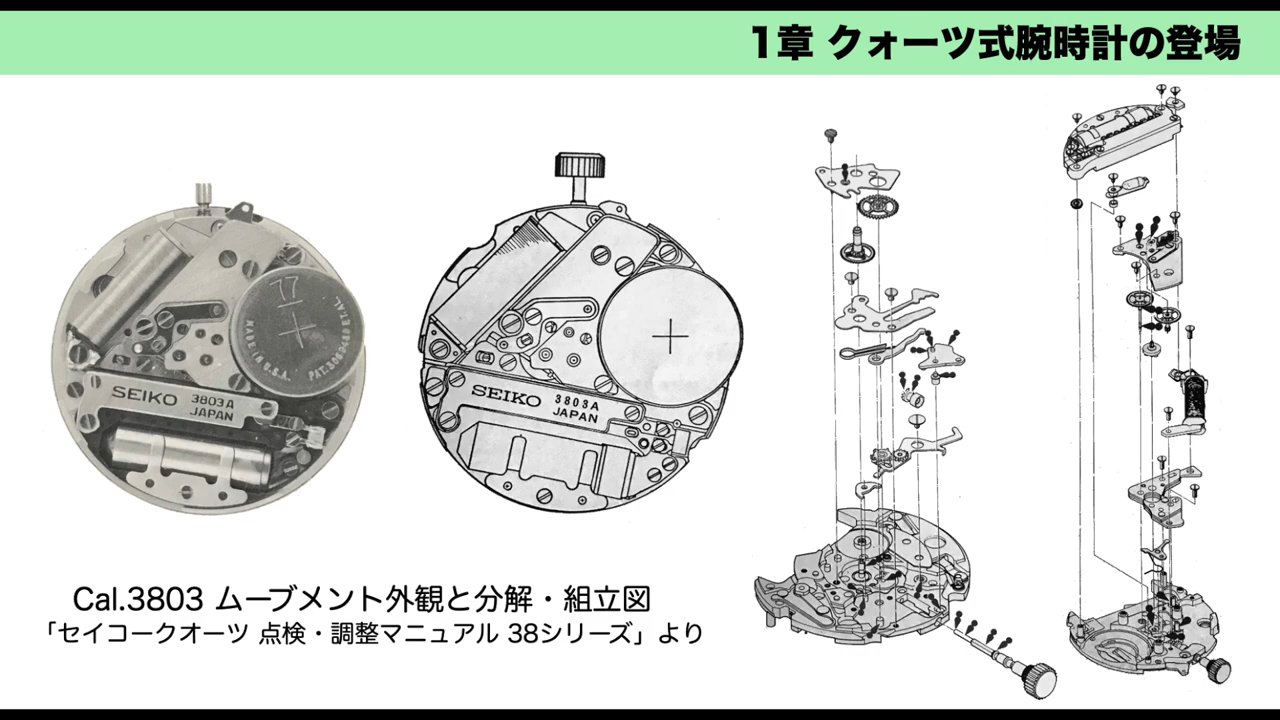 1章 クォーツ式腕時計の登場
77
MADE IN U.S.A.
SEIKO 3803A
JAPAN
SEIKO 3803A
JAPAN
Cal.3803 ムーブメント外観と分解・組立図
「セイコークオーツ 点検・調整マニュアル 38シリーズ」より